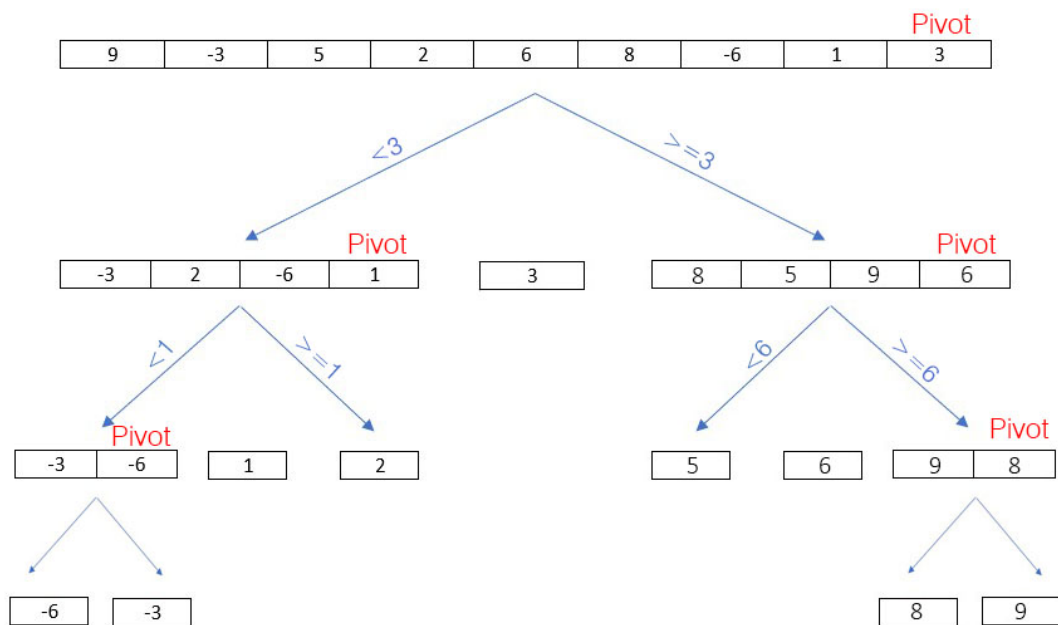 Pivot
9 -3 5 2 6 8 -6 1 3
<3 >=3
Pivot Pivot
-3 2 -6 1 3 8 5 9 6
<1 >=1 <6 >=6
Pivot Pivot
-3 -6 1 2 5 6 9 8
-6 -3 8 9